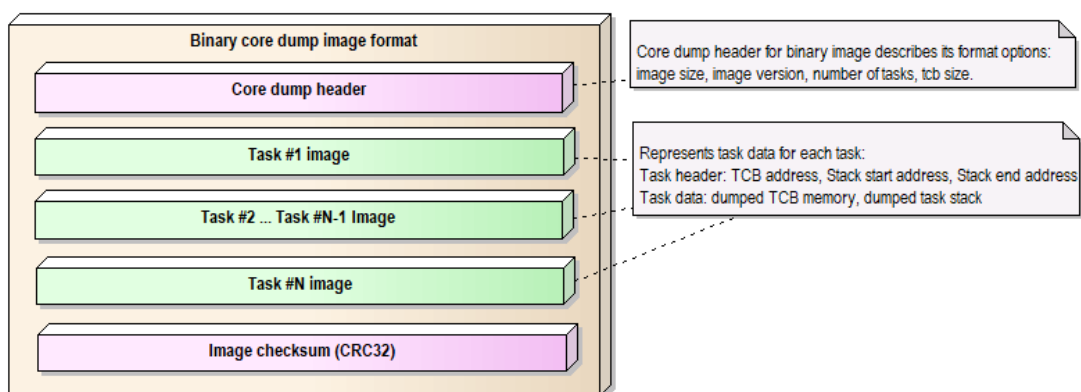 Binary core dump image format
Core dump header
Core dump header for binary image describes its format options:
image size, image version, number of tasks, tcb size.
Task #1 image
Represents task data for each task:
Task header: TCB address, Stack start address, Stack end address
Task data: dumped TCB memory, dumped task stack
Task #2 ... Task #N-1 Image
Task #N image
Image checksum (CRC32)